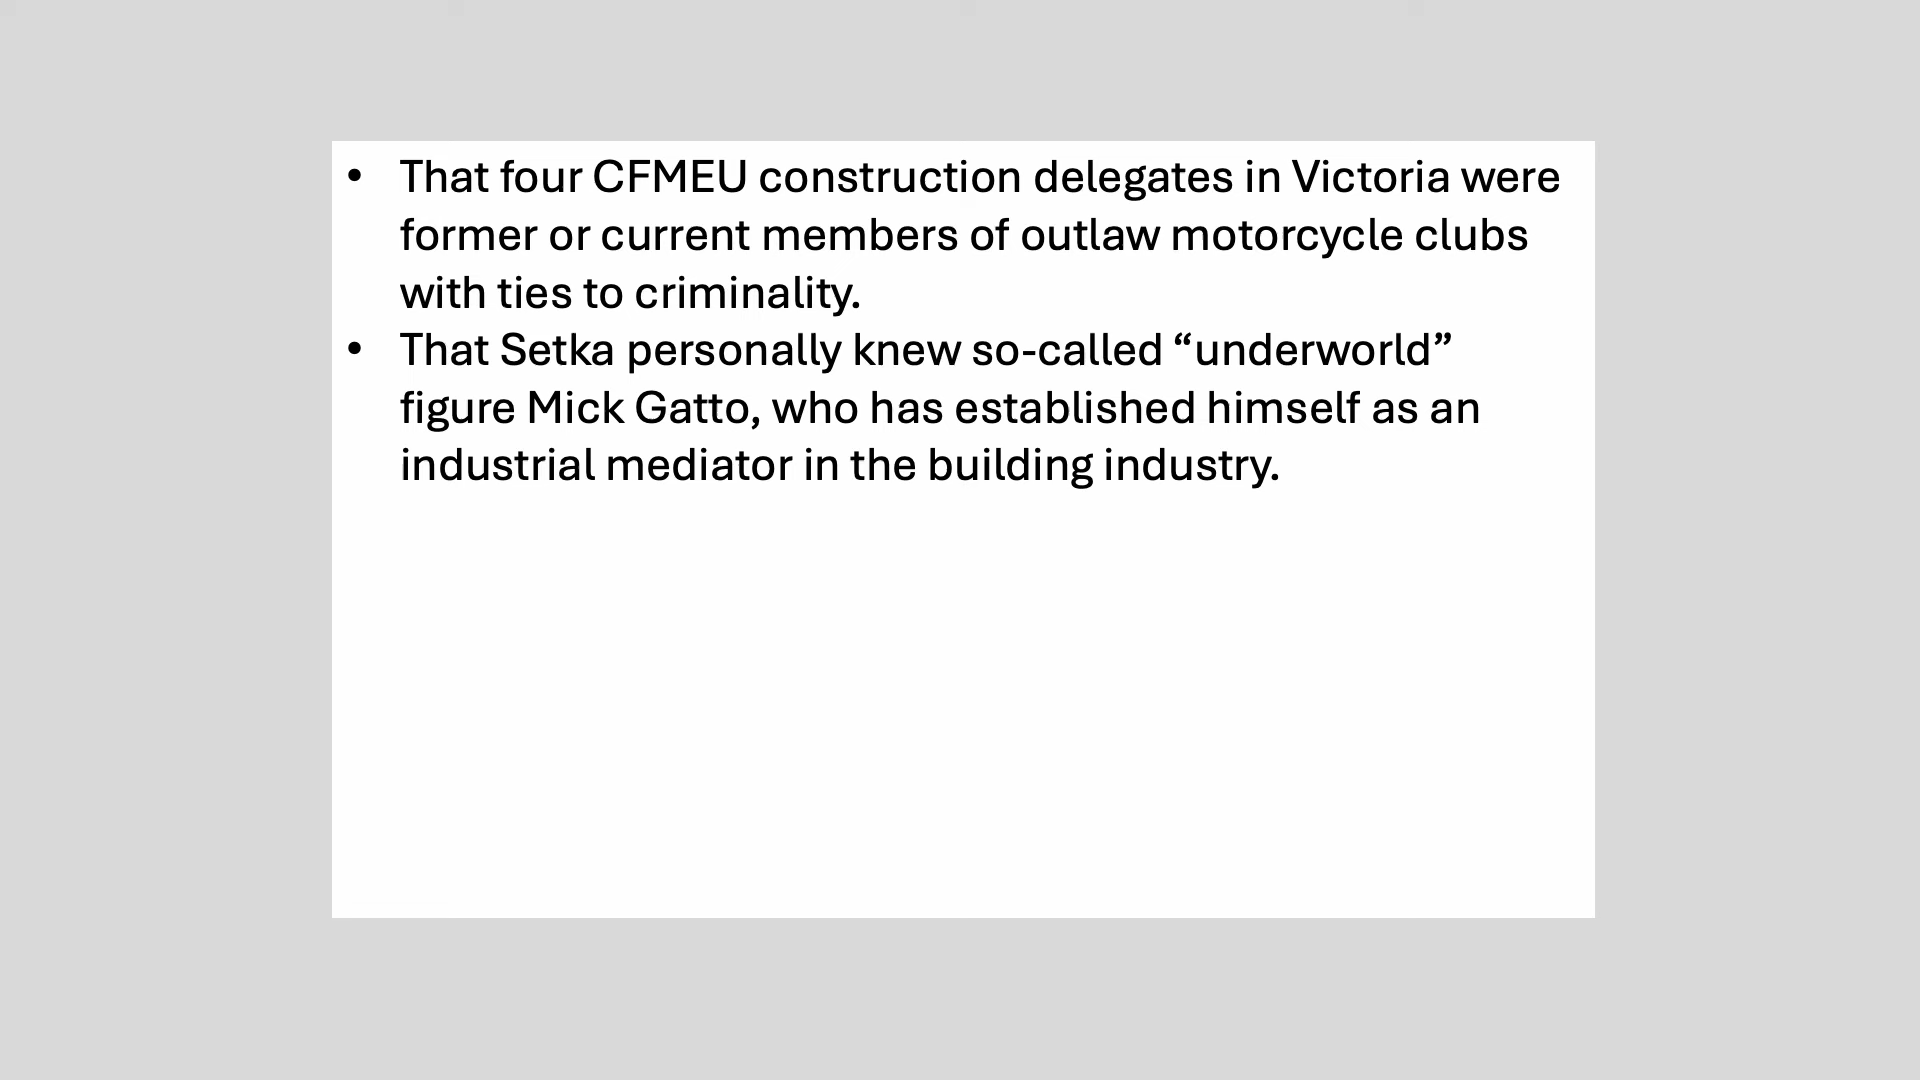 • That four CFMEU construction delegates in Victoria were
former or current members of outlaw motorcycle clubs
with ties to criminality.
• That Setka personally knew so-called “underworld”
figure Mick Gatto, who has established himself as an
industrial mediator in the building industry.